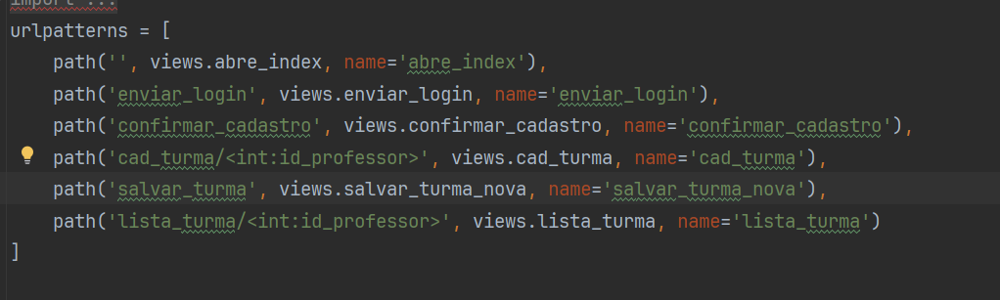 import ...
urlpatterns = [
    path('', views.abre_index, name='abre_index'),
    path('enviar_login', views.enviar_login, name='enviar_login'),
    path('confirmar_cadastro', views.confirmar_cadastro, name='confirmar_cadastro'),
    path('cad_turma/<int:id_professor>', views.cad_turma, name='cad_turma'),
    path('salvar_turma', views.salvar_turma_nova, name='salvar_turma_nova'),
    path('lista_turma/<int:id_professor>', views.lista_turma, name='lista_turma')
]